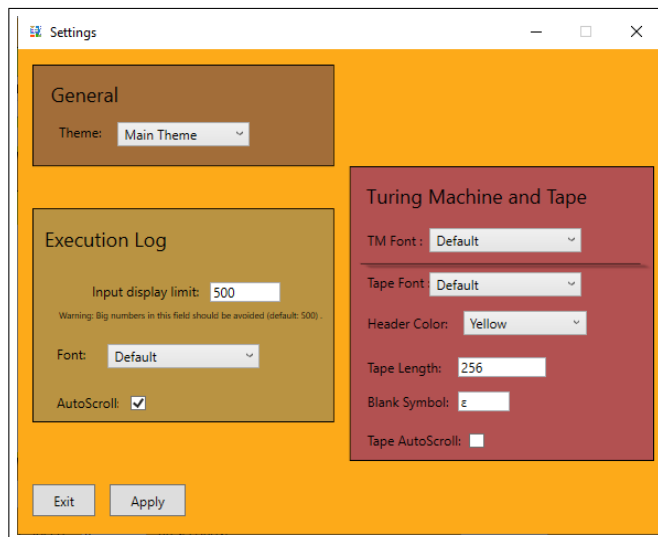 Settings
General
Theme: Main Theme
Execution Log
Input display limit: 500
Warning: Big numbers in this field should be avoided (default: 500) .
Font: Default
AutoScroll:
Turing Machine and Tape
TM Font : Default
Tape Font : Default
Header Color: Yellow
Tape Length: 256
Blank Symbol: ε
Tape AutoScroll:
Exit
Apply